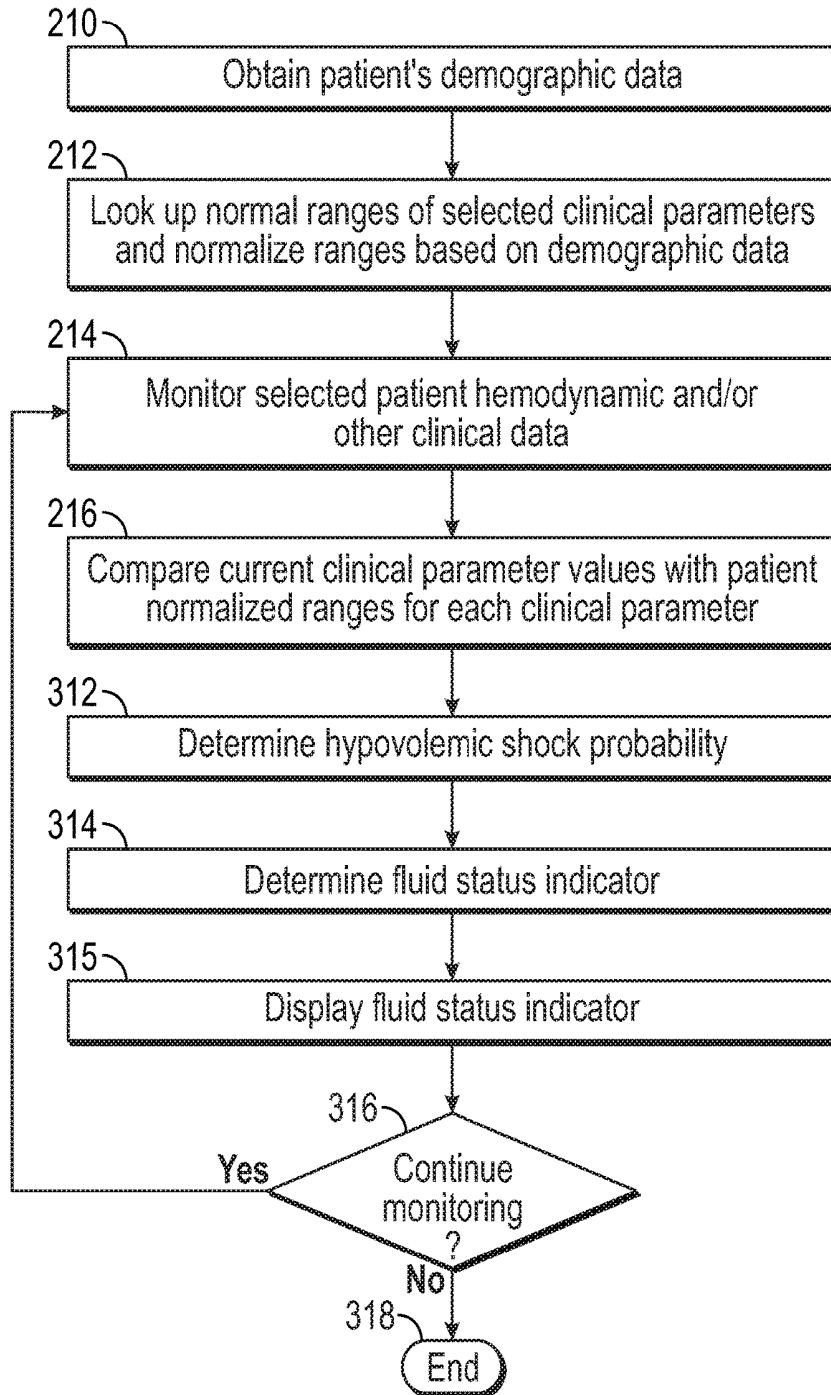 210
Obtain patient's demographic data
212
Look up normal ranges of selected clinical parameters
and normalize ranges based on demographic data
214
Monitor selected patient hemodynamic and/or
other clinical data
216
Compare current clinical parameter values with patient
normalized ranges for each clinical parameter
312
Determine hypovolemic shock probability
314
Determine fluid status indicator
315
Display fluid status indicator
316
Yes
Continue
monitoring
?
No
318
End